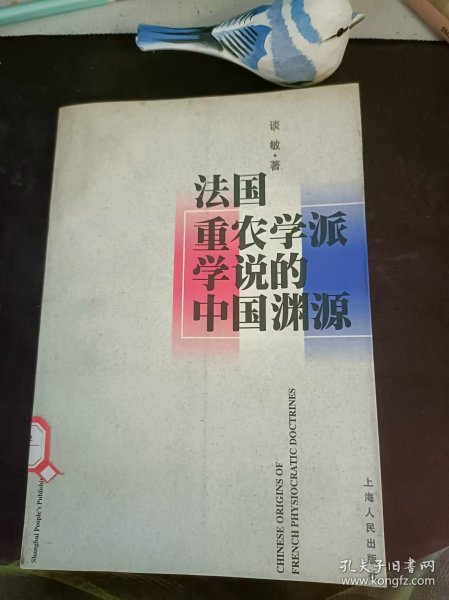 谈敏·著
法国
重农学派
学说的
中国渊源
CHINESE ORIGINS OF
FRENCH PHYSIOCRATIC DOCTRINES
Shanghai People's Publishi
上海人民出版
孔夫子旧书网
www.kongfz.com